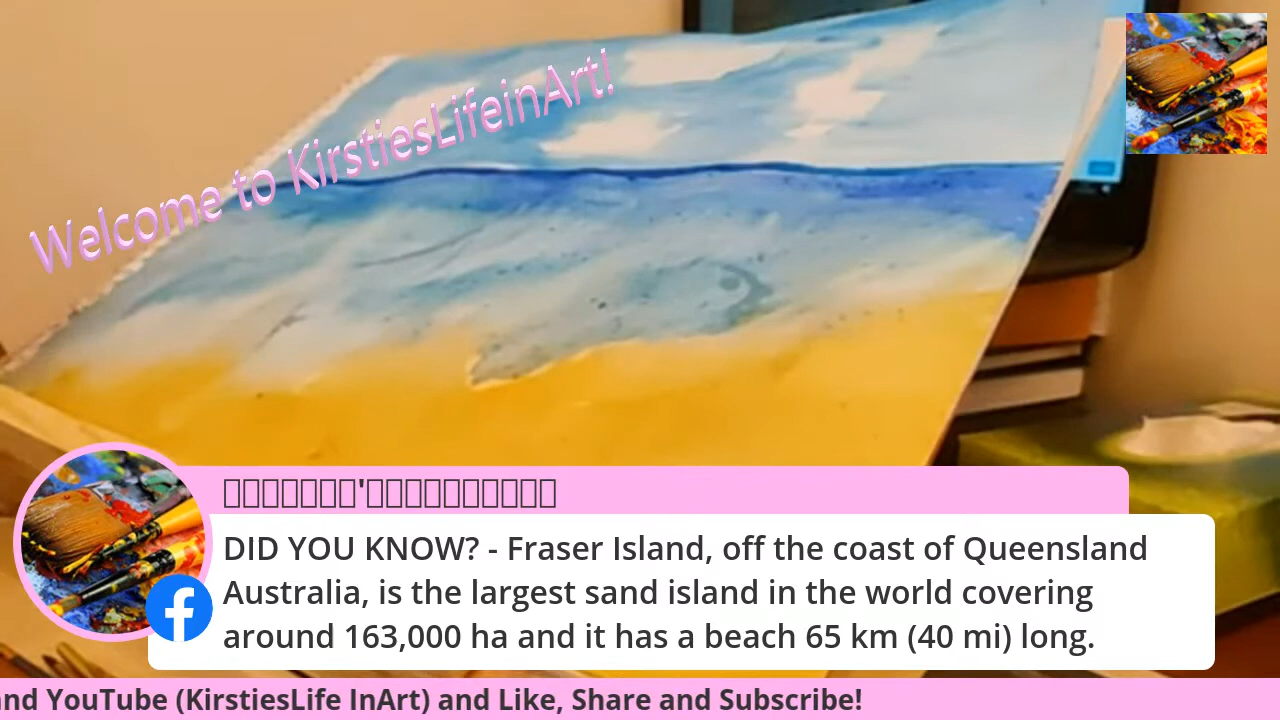 Welcome to KirstiesLifeinArt!
DID YOU KNOW? - Fraser Island, off the coast of Queensland
Australia, is the largest sand island in the world covering
around 163,000 ha and it has a beach 65 km (40 mi) long.
and YouTube (KirstiesLife InArt) and Like, Share and Subscribe!